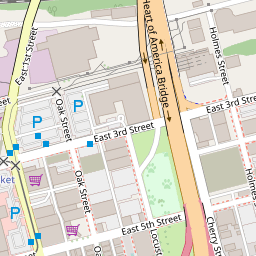 East 1st Street
Heart of America Bridge
Holmes Street
Oak Street
East 3rd Street
East 3rd Street
P
P
P
P
ket
Oak Street
Holmes
East 5th Street
Locust
Cherry Street